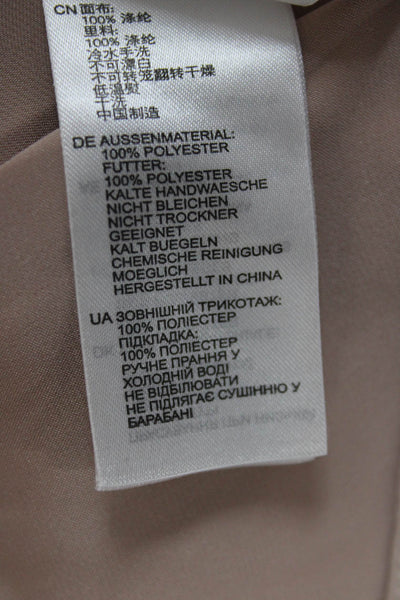 CN 面布:
100% 涤纶
里料:
100% 涤纶
冷水手洗
不可漂白
不可转笼翻转干燥
低温熨
干洗
中国制造
DE AUSSENMATERIAL:
100% POLYESTER
FUTTER:
100% POLYESTER
KALTE HANDWAESCHE
NICHT BLEICHEN
NICHT TROCKNER
GEEIGNET
KALT BUEGELN
CHEMISCHE REINIGUNG
MOEGLICH
HERGESTELLT IN CHINA
UA ЗОВНІШНІЙ ТРИКОТАЖ:
100% ПОЛІЕСТЕР
ПІДКЛАДКА:
100% ПОЛІЕСТЕР
РУЧНЕ ПРАННЯ У
ХОЛОДНІЙ ВОДІ
НЕ ВІДБІЛЮВАТИ
НЕ ПІДЛЯГАЄ СУШІННЮ У
БАРАБАНІ